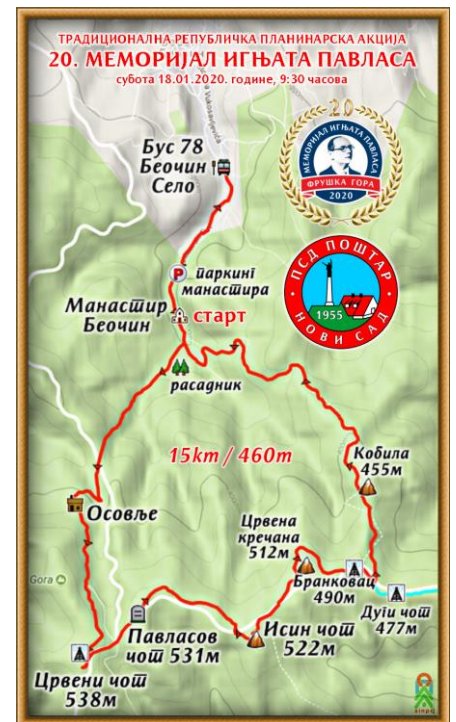 ТРАДИЦИОНАЛНА РЕПУБЛИЧКА ПЛАНИНАРСКА АКЦИЈА
20. МЕМОРИЈАЛ ИГЊАТА ПАВЛАСА
субота 18.01.2020. године, 9:30 часова
20
МЕМОРИЈАЛ ИГЊАТА ПАВЛАСА
ФРУШКА ГОРА
2020
Бус 78
Беочин
Село
ПСД ПОШТАР
1955
НОВИ САД
паркинг
манастира
Манастир
Беочин
старт
расадник
15km / 460m
Кобила
455м
Осовље
Црвена
кречана
512м
Бранковац
490м
Дуги чот
477м
Gora
Павласов
чот 531м
Исин чот
522м
Црвени чот
538м